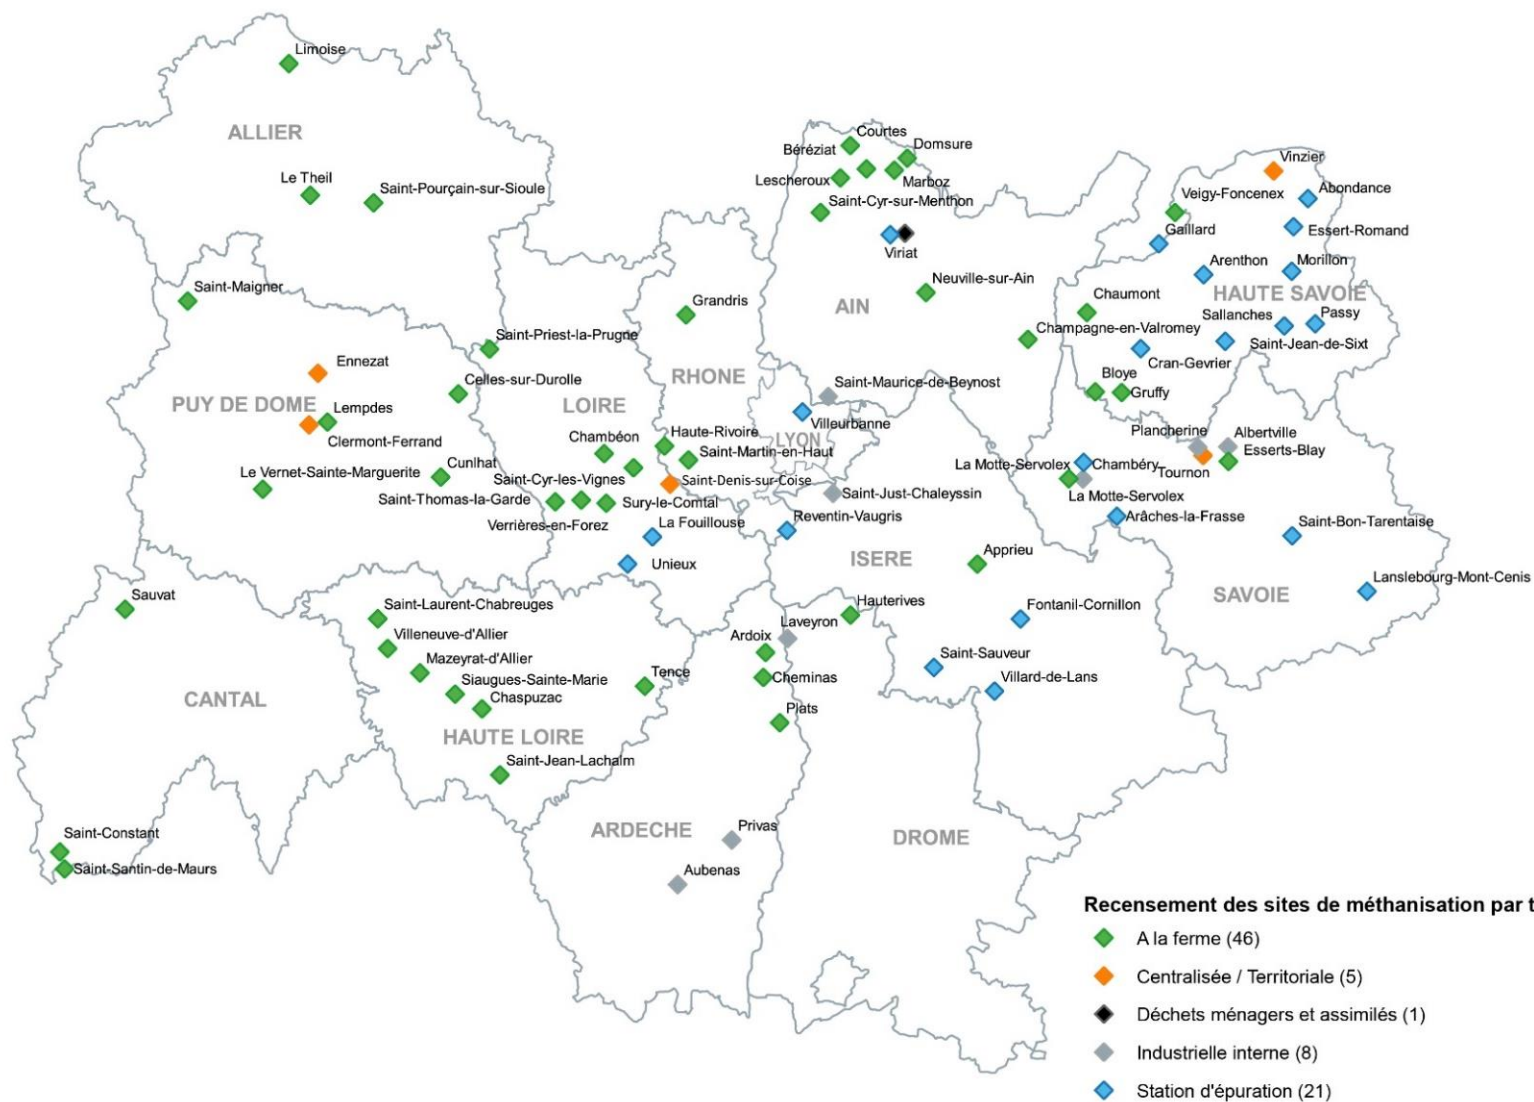 Limoise
ALLIER
Le Theil
Saint-Pourçain-sur-Sioule
Courtes
Béréziat
Domsure
Lescheroux
Marboz
Saint-Cyr-sur-Menthon
Viriat
Neuville-sur-Ain
AIN
Champagne-en-Valromey
Vinzier
Veigy-Foncenex
Abondance
Gaillard
Essert-Romand
Arenthon
Morillon
HAUTE SAVOIE
Chaumont
Sallanches
Passy
Saint-Jean-de-Sixt
Cran-Gevrier
Bloye
Gruffy
Saint-Maigner
Ennezat
PUY DE DOME
Lempdes
Clermont-Ferrand
Le Vernet-Sainte-Marguerite
Cunlhat
Celles-sur-Durolle
Saint-Priest-la-Prugne
LOIRE
Grandris
RHONE
Chambéon
Haute-Rivoire
Saint-Martin-en-Haut
Saint-Cyr-les-Vignes
Saint-Denis-sur-Coise
Saint-Thomas-la-Garde
Sury-le-Comtal
Verrières-en-Forez
La Fouillouse
Unieux
Saint-Maurice-de-Beynost
Villeurbanne
LYON
Saint-Just-Chaleyssin
Reventin-Vaugris
ISERE
Apprieu
Plancherine
Albertville
Esserts-Blay
La Motte-Servolex
Chambéry
Tournon
La Motte-Servolex
Arâches-la-Frasse
Saint-Bon-Tarentaise
Lanslebourg-Mont-Cenis
SAVOIE
Fontanil-Cornillon
Saint-Sauveur
Villard-de-Lans
Hauterives
Laveyron
Ardoix
Cheminas
Plats
Sauvat
CANTAL
Saint-Constant
Saint-Santin-de-Maurs
Saint-Laurent-Chabreuges
Villeneuve-d'Allier
Mazeyrat-d'Allier
Siaugues-Sainte-Marie
Chaspuzac
Tence
HAUTE LOIRE
Saint-Jean-Lachalm
ARDECHE
Privas
Aubenas
DROME
Recensement des sites de méthanisation par t
A la ferme (46)
Centralisée / Territoriale (5)
Déchets ménagers et assimilés (1)
Industrielle interne (8)
Station d'épuration (21)